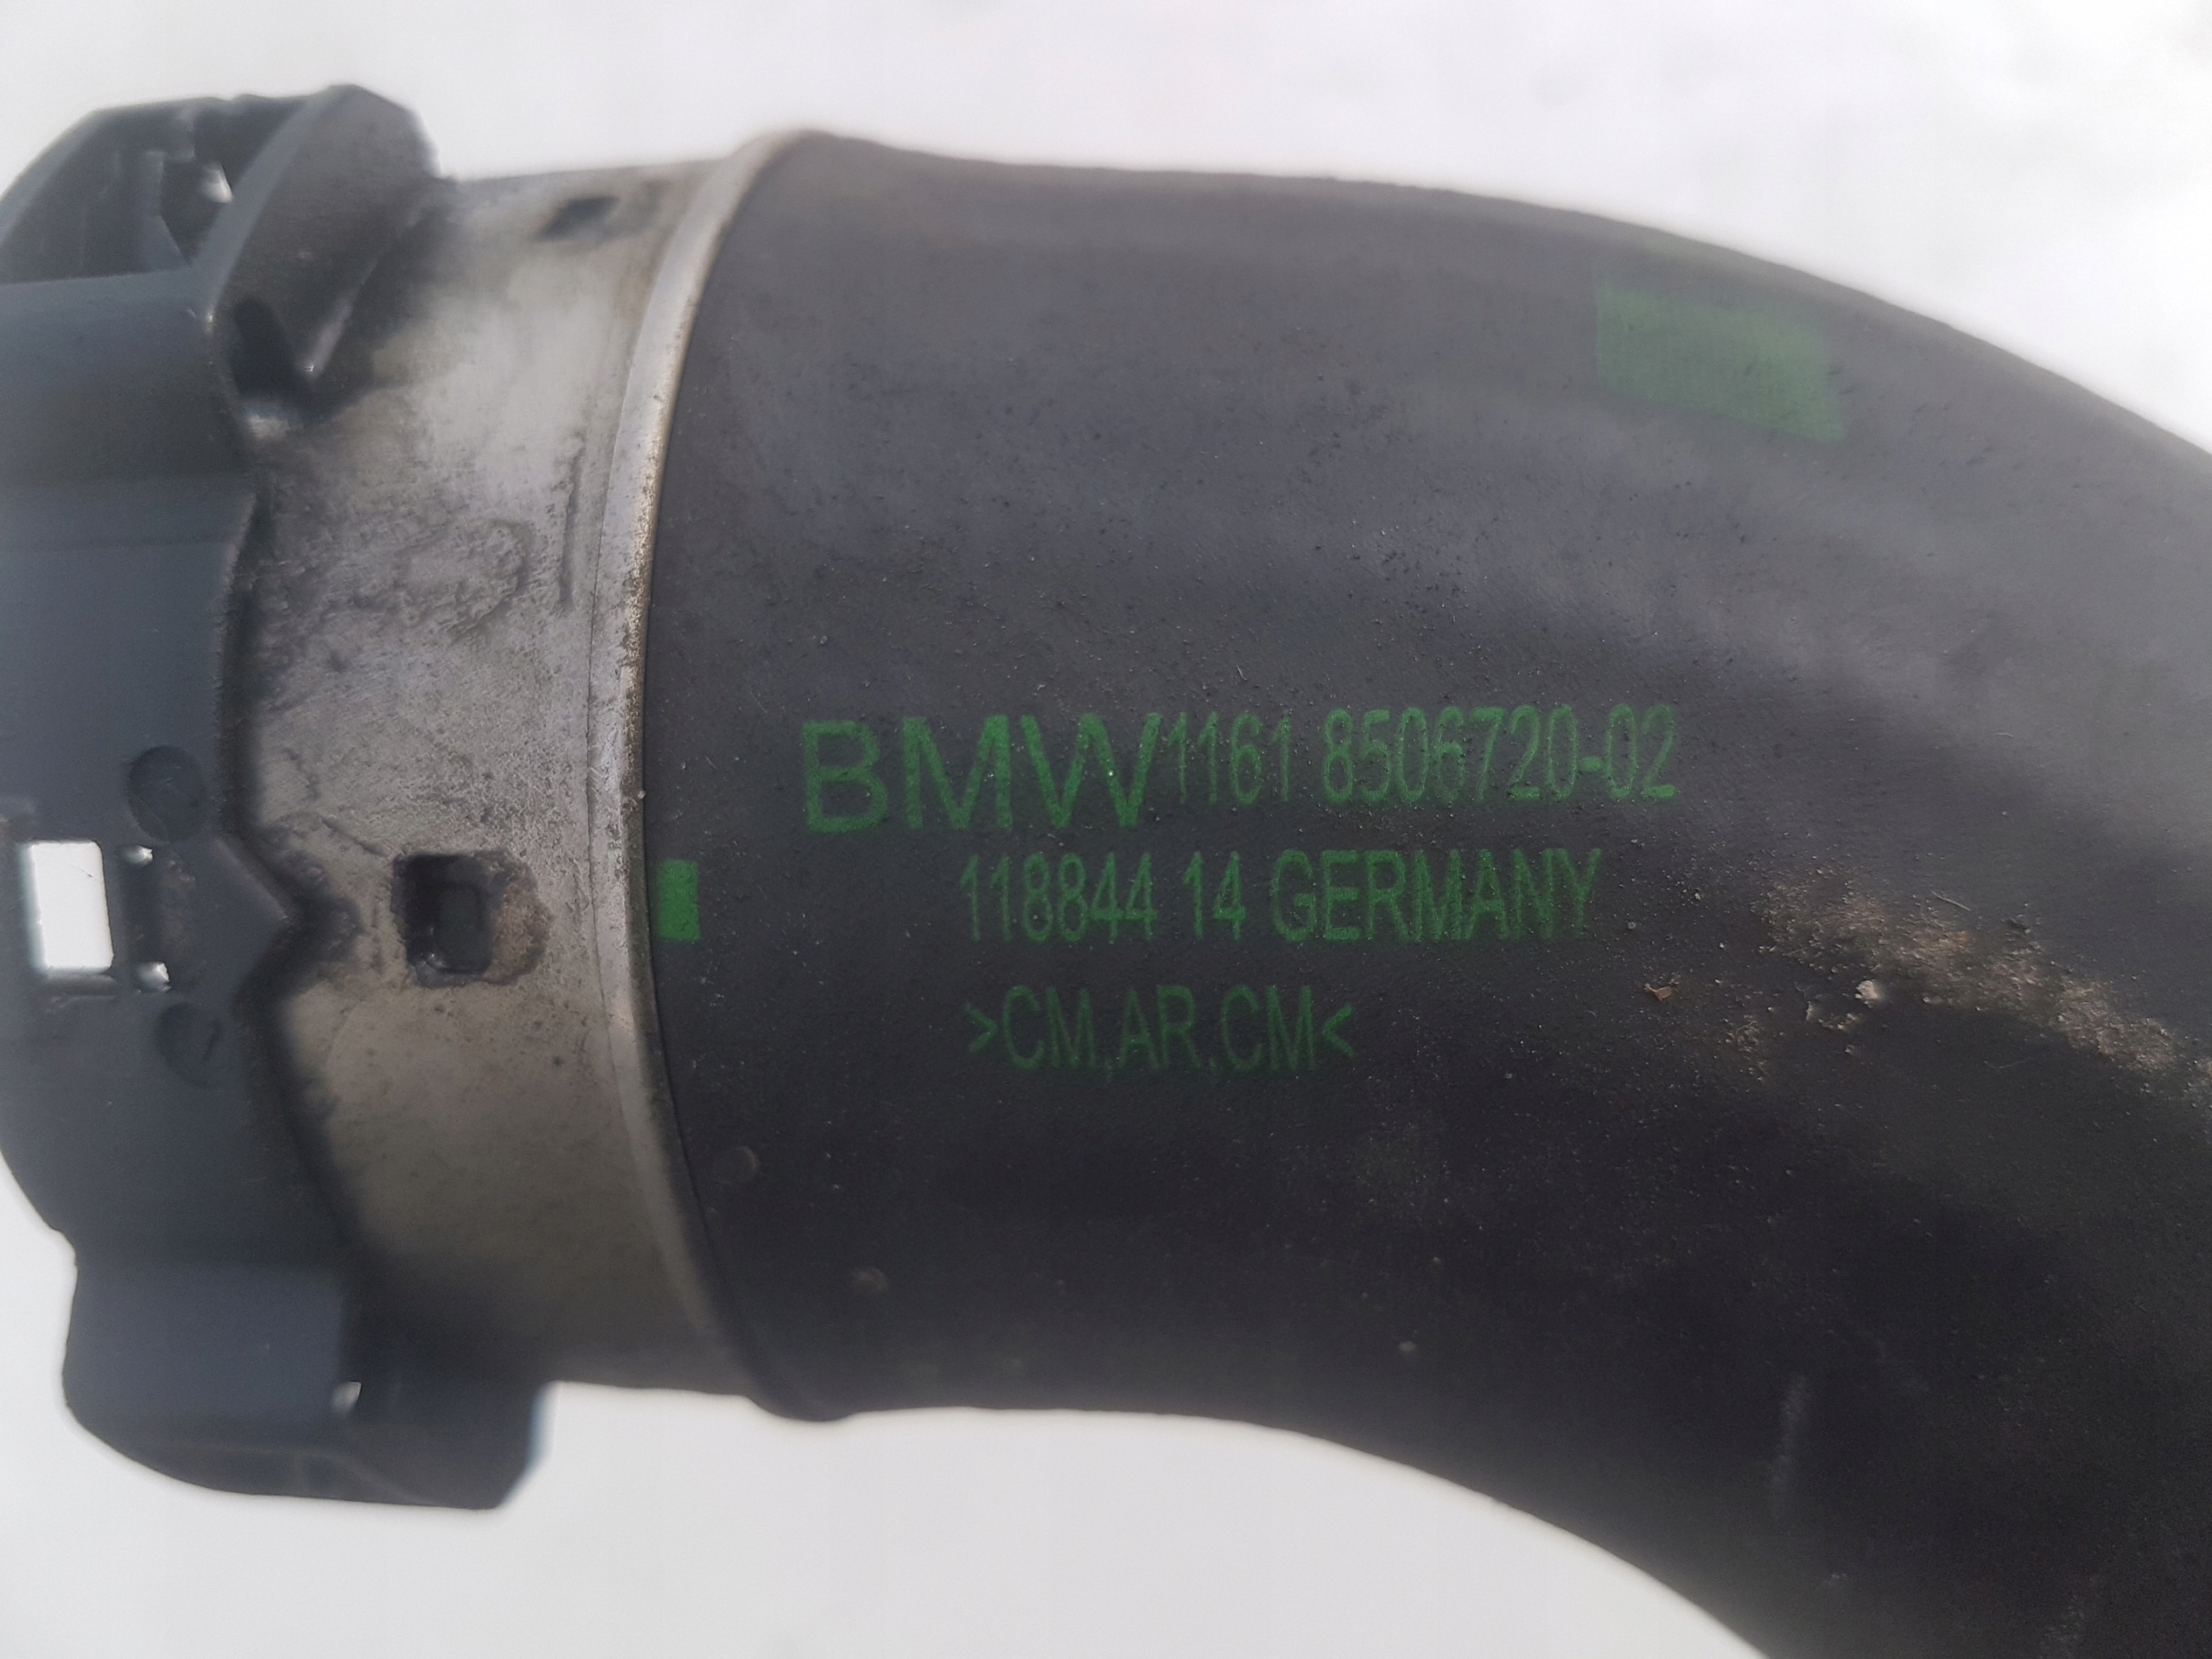 BMW 1161 8506720-02
118844 14 GERMANY
>CM,AR,CM<